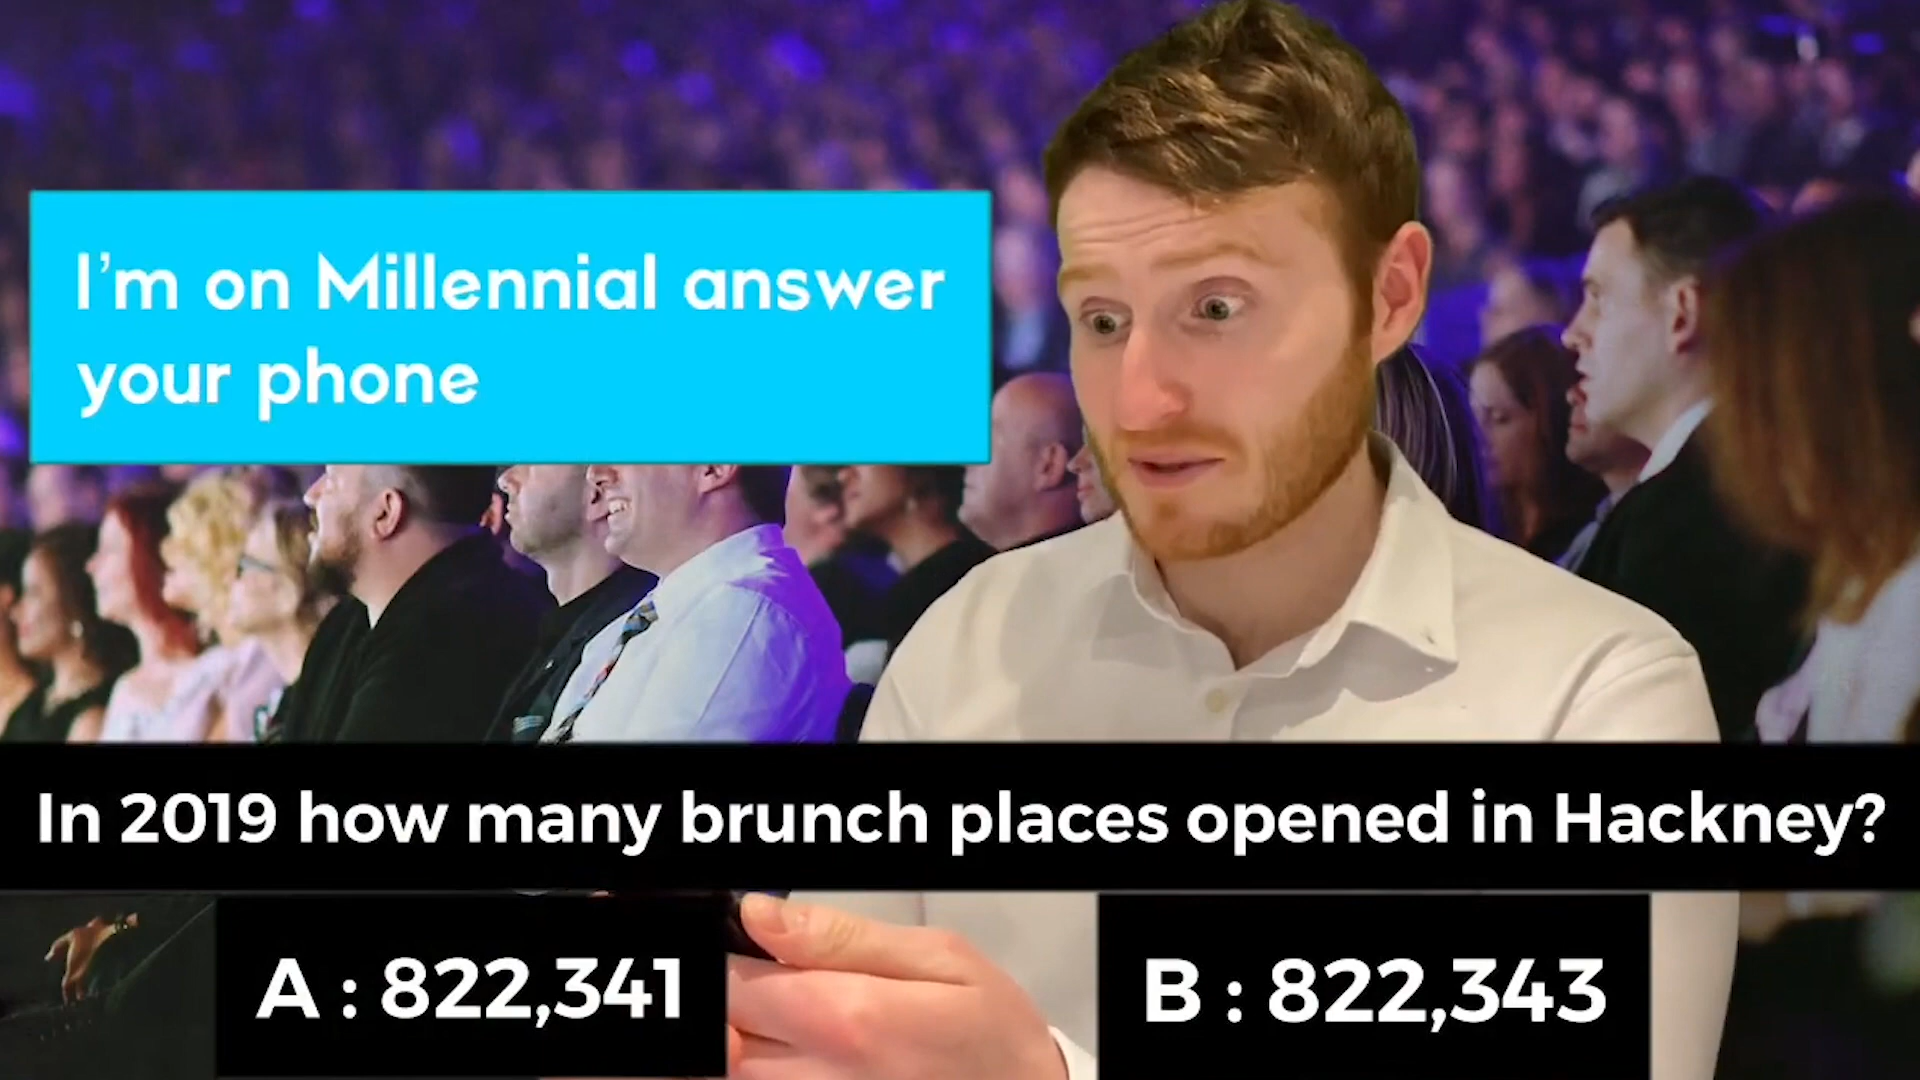 I'm on Millennial answer
your phone
In 2019 how many brunch places opened in Hackney?
A : 822,341
B : 822,343